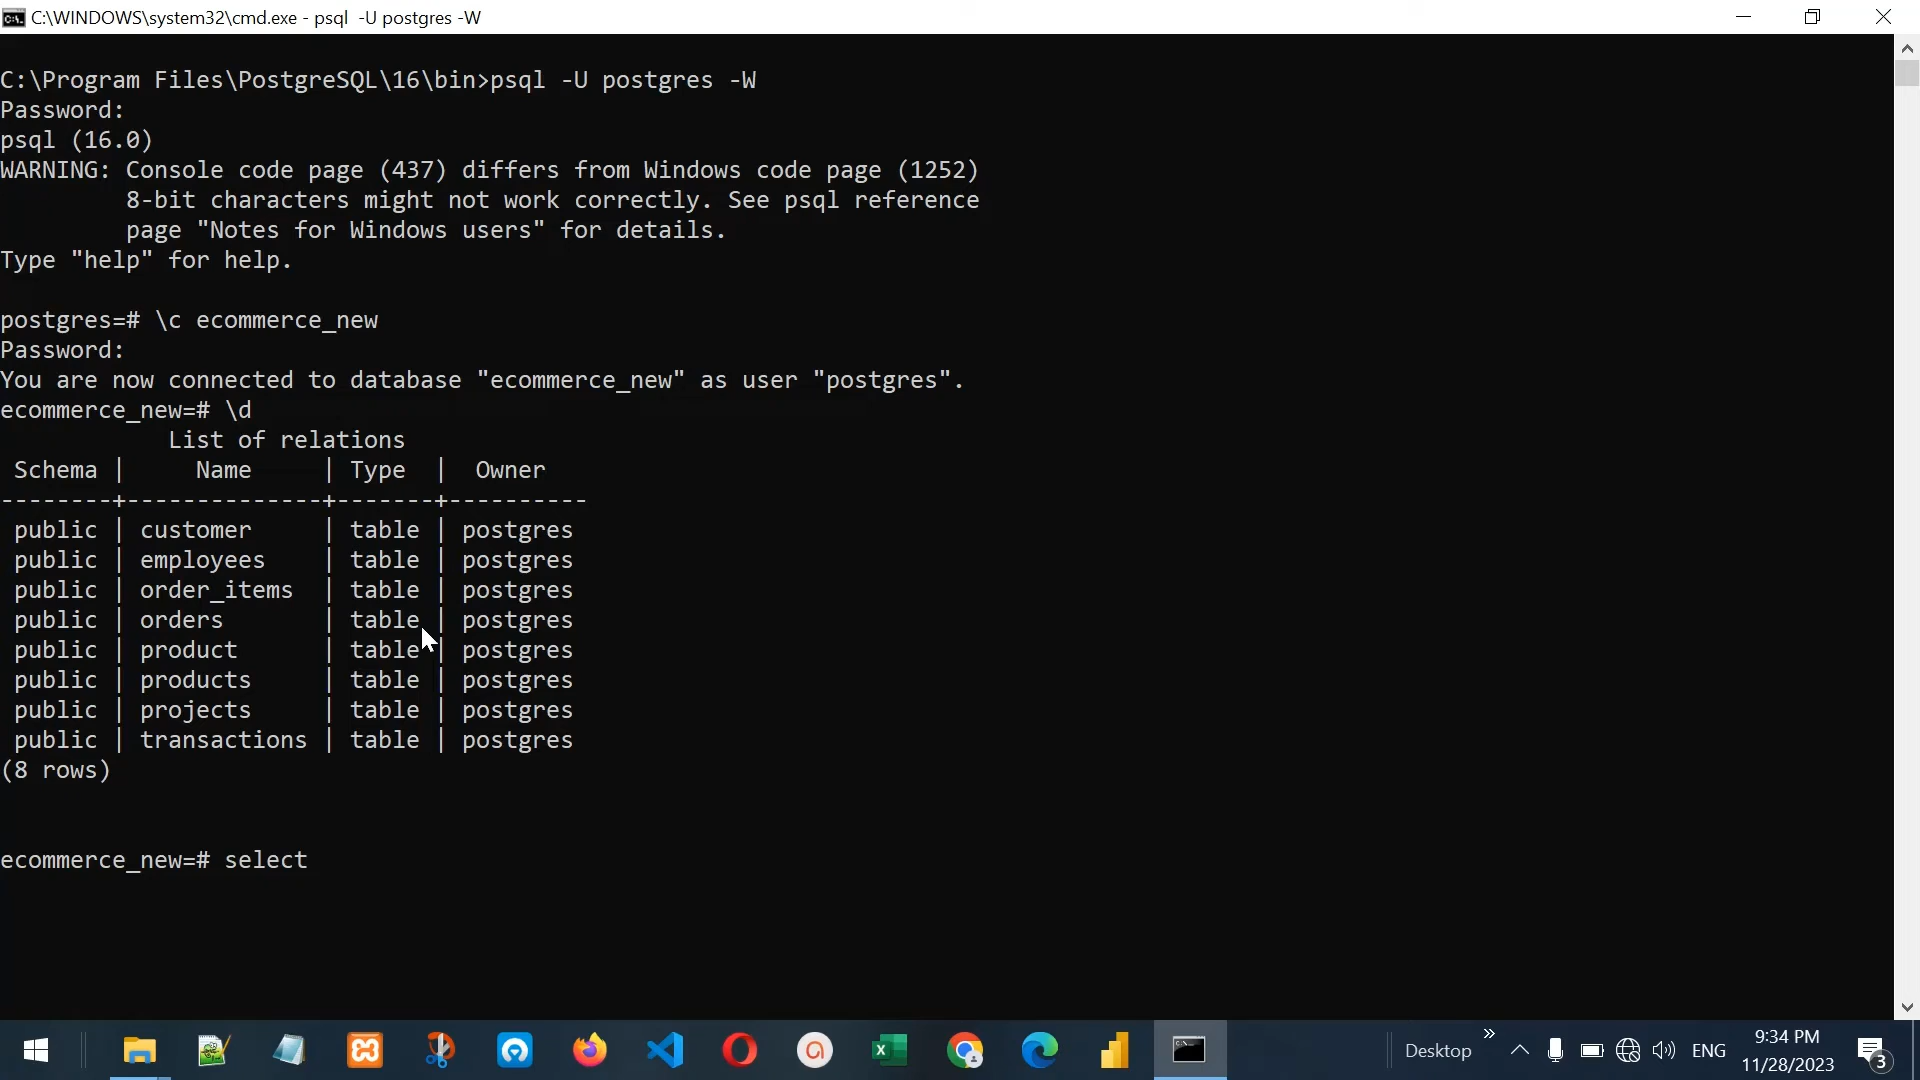 C:\WINDOWS\system32\cmd.exe - psql  -U postgres -W
C:\Program Files\PostgreSQL\16\bin>psql -U postgres -W
Password:
psql (16.0)
WARNING: Console code page (437) differs from Windows code page (1252)
         8-bit characters might not work correctly. See psql reference
         page "Notes for Windows users" for details.
Type "help" for help.
postgres=# \c ecommerce_new
Password:
You are now connected to database "ecommerce_new" as user "postgres".
ecommerce_new=# \d
            List of relations
 Schema |     Name     | Type  |  Owner
--------+--------------+-------+----------
 public | customer     | table | postgres
 public | employees    | table | postgres
 public | order_items  | table | postgres
 public | orders       | table | postgres
 public | product      | table | postgres
 public | products     | table | postgres
 public | projects     | table | postgres
 public | transactions | table | postgres
(8 rows)
ecommerce_new=# select
Desktop
ENG
9:34 PM
11/28/2023
3